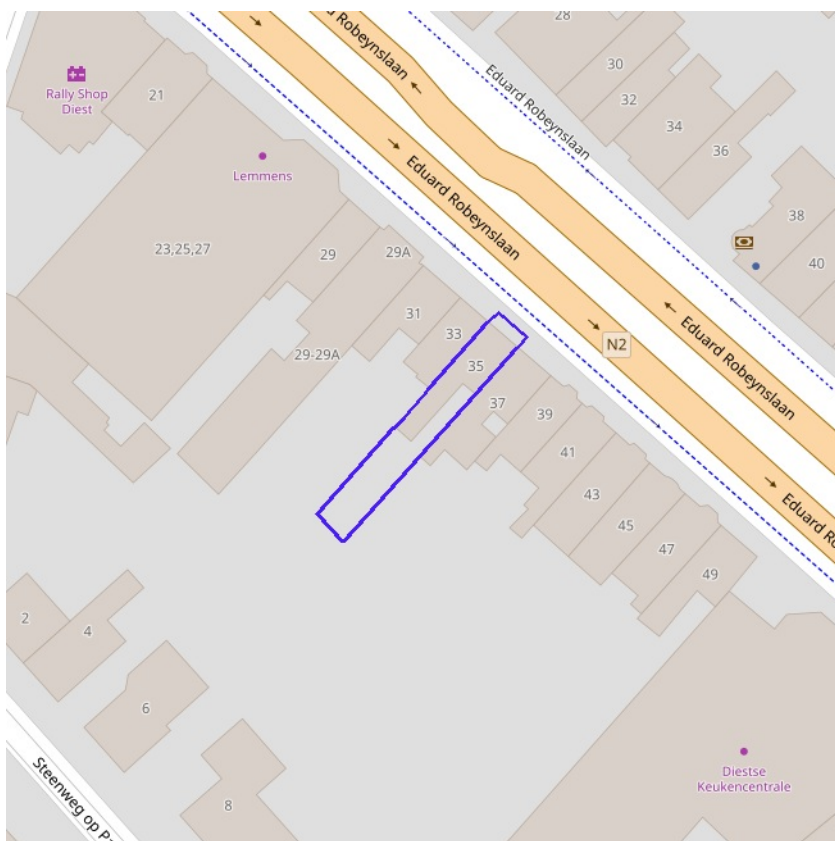 28
d Robeynslaan
30
Eduard Robeynslaan
Rally Shop
Diest
21
32
34
36
Lemmens
Eduard Robeynslaan
38
23,25,27
29
29A
40
31
33
N2
Eduard Robeynslaan
29-29A
35
37
39
41
43
45
47
49
Eduard Ro
2
4
6
8
Steenweg op Pa
Diestse
Keukencentrale